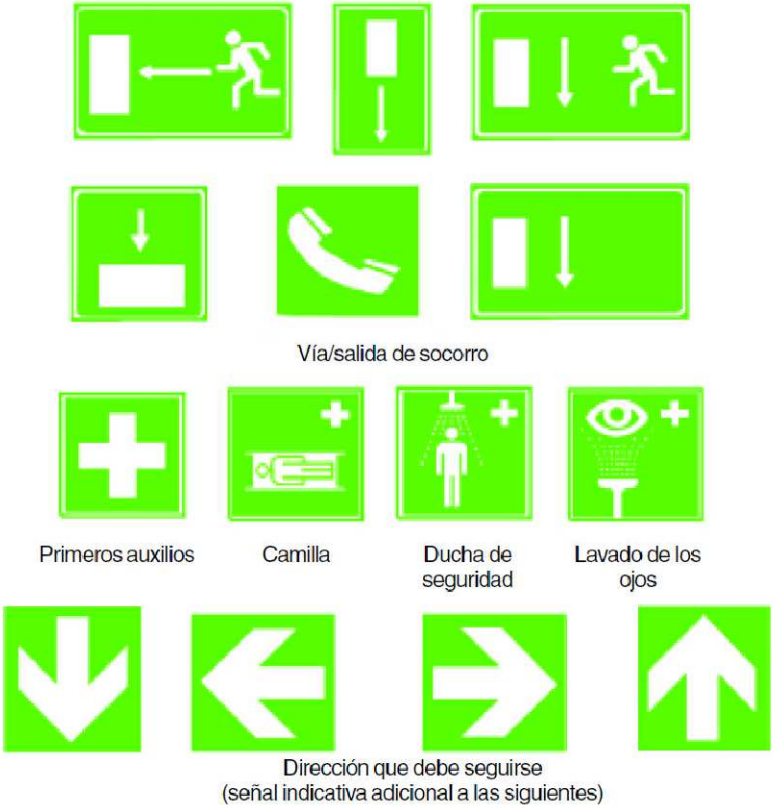 Vía/salida de socorro
Primeros auxilios
Camilla
Ducha de
seguridad
Lavado de los
ojos
Dirección que debe seguirse
(señal indicativa adicional a las siguientes)